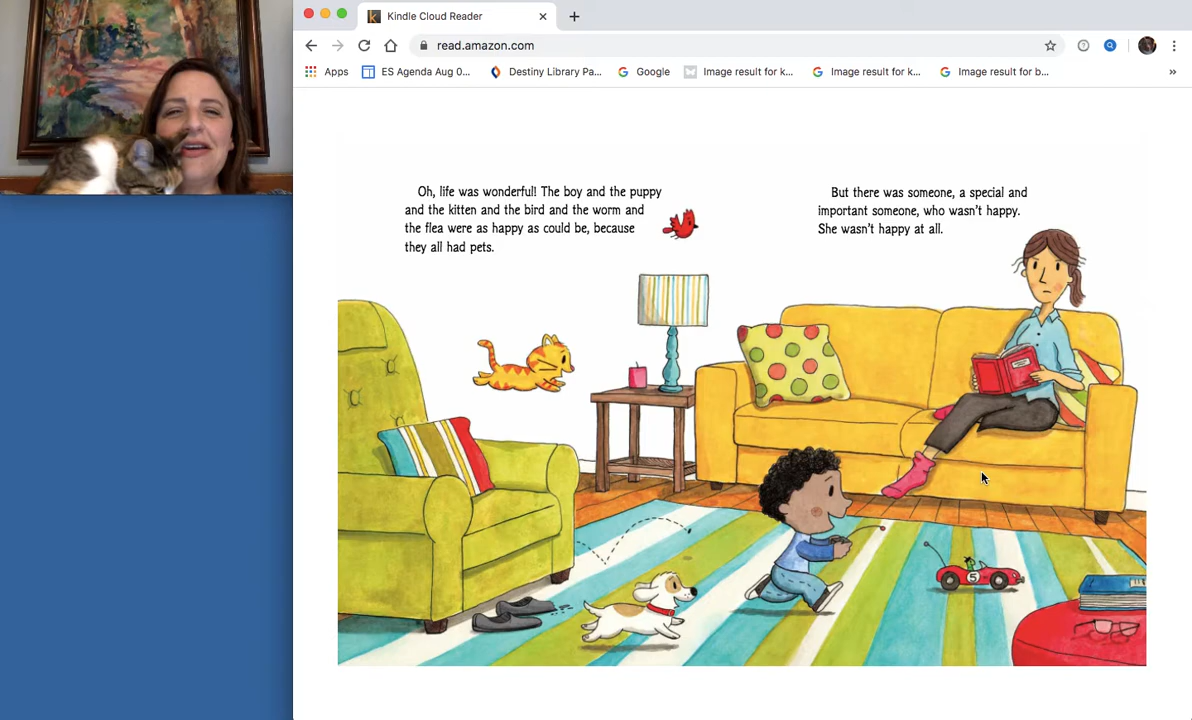 Kindle Cloud Reader
read.amazon.com
Apps
ES Agenda Aug 0...
Destiny Library Pa...
Google
Image result for k...
Image result for k...
Image result for b...
Oh, life was wonderful! The boy and the puppy
and the kitten and the bird and the worm and
the flea were as happy as could be, because
they all had pets.
But there was someone, a special and
important someone, who wasn't happy.
She wasn't happy at all.
5